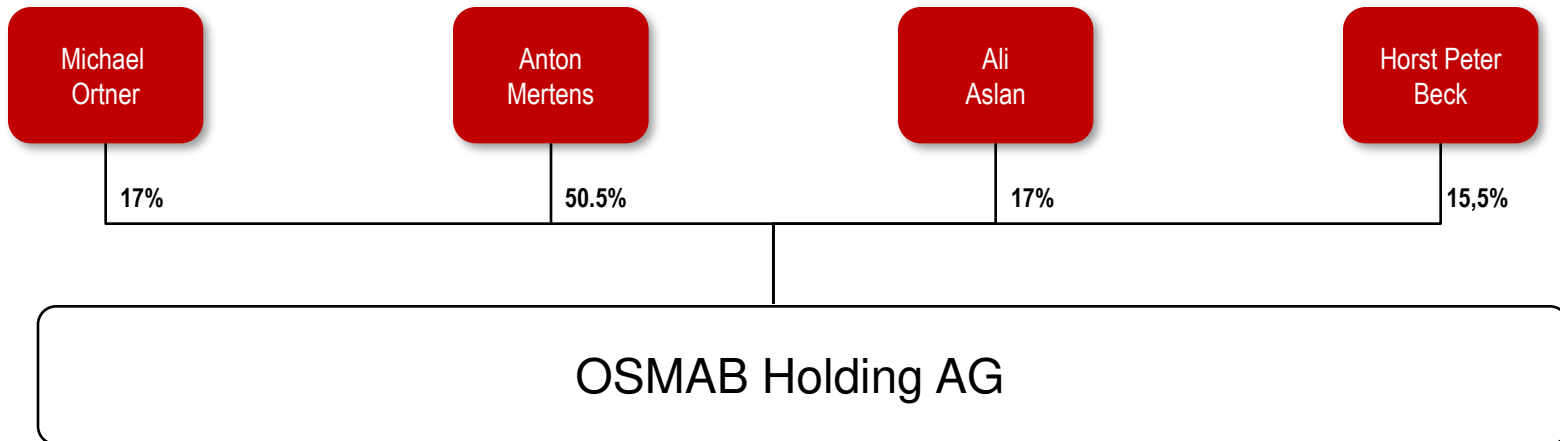 Michael
Ortner
Anton
Mertens
Ali
Aslan
Horst Peter
Beck
17%
50.5%
17%
15,5%
OSMAB Holding AG